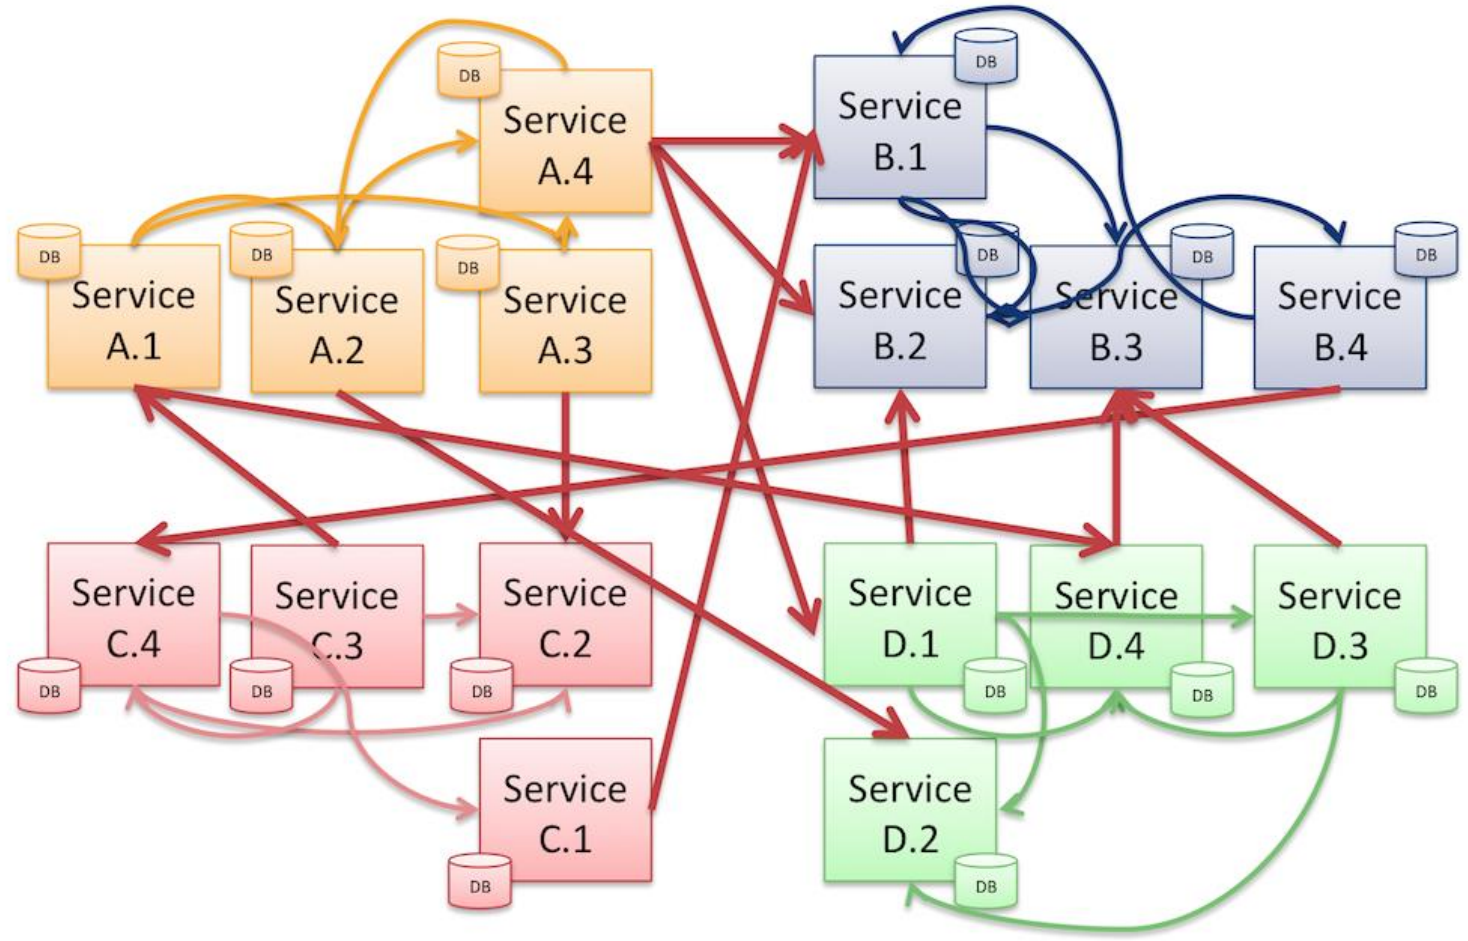 DB
Service
A.4
Service
B.1
DB
DB
Service
A.1
DB
Service
A.2
DB
Service
A.3
Service
B.2
DB
Service
B.3
DB
Service
B.4
DB
Service
C.4
DB
Service
C.3
DB
Service
C.2
DB
Service
D.1
DB
Service
D.4
DB
Service
D.3
DB
Service
C.1
DB
Service
D.2
DB